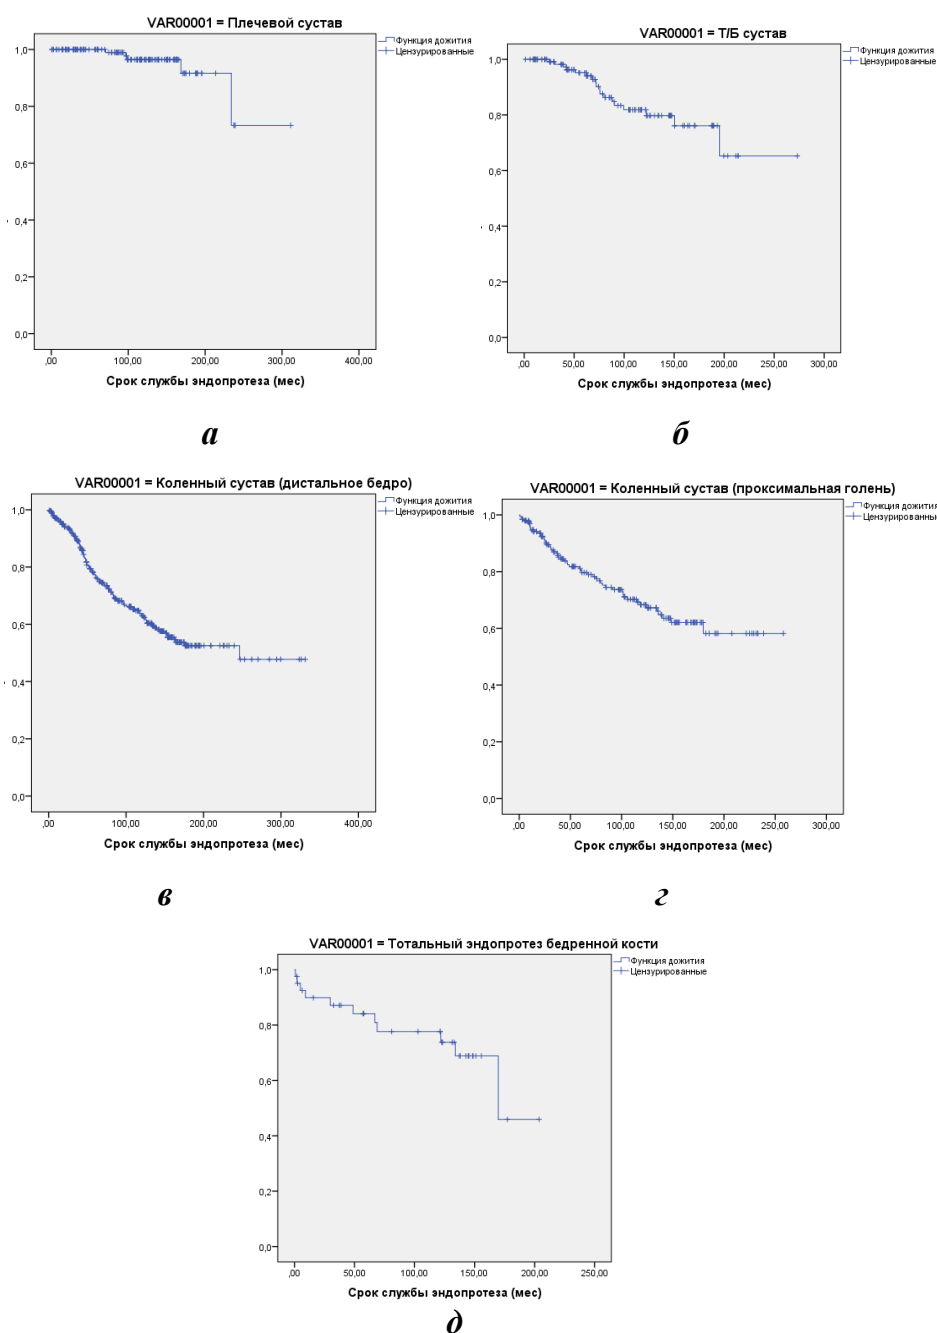 VAR00001 = Плечевой сустав
Функция дожития
Цензурированные
1,0
0,8
0,6
0,4
0,2
0,0
,00 100,00 200,00 300,00 400,00
Срок службы эндопротеза (мес)
а
VAR00001 = Т/Б сустав
Функция дожития
Цензурированные
1,0
0,8
0,6
0,4
0,2
0,0
,00 50,00 100,00 150,00 200,00 250,00 300,00
Срок службы эндопротеза (мес)
б
VAR00001 = Коленный сустав (дистальное бедро)
Функция дожития
Цензурированные
1,0
0,8
0,6
0,4
0,2
0,0
,00 100,00 200,00 300,00 400,00
Срок службы эндопротеза (мес)
в
VAR00001 = Коленный сустав (проксимальная голень)
Функция дожития
Цензурированные
1,0
0,8
0,6
0,4
0,2
0,0
,00 50,00 100,00 150,00 200,00 250,00 300,00
Срок службы эндопротеза (мес)
г
VAR00001 = Тотальный эндопротез бедренной кости
Функция дожития
Цензурированные
1,0
0,8
0,6
0,4
0,2
0,0
,00 50,00 100,00 150,00 200,00 250,00
Срок службы эндопротеза (мес)
д